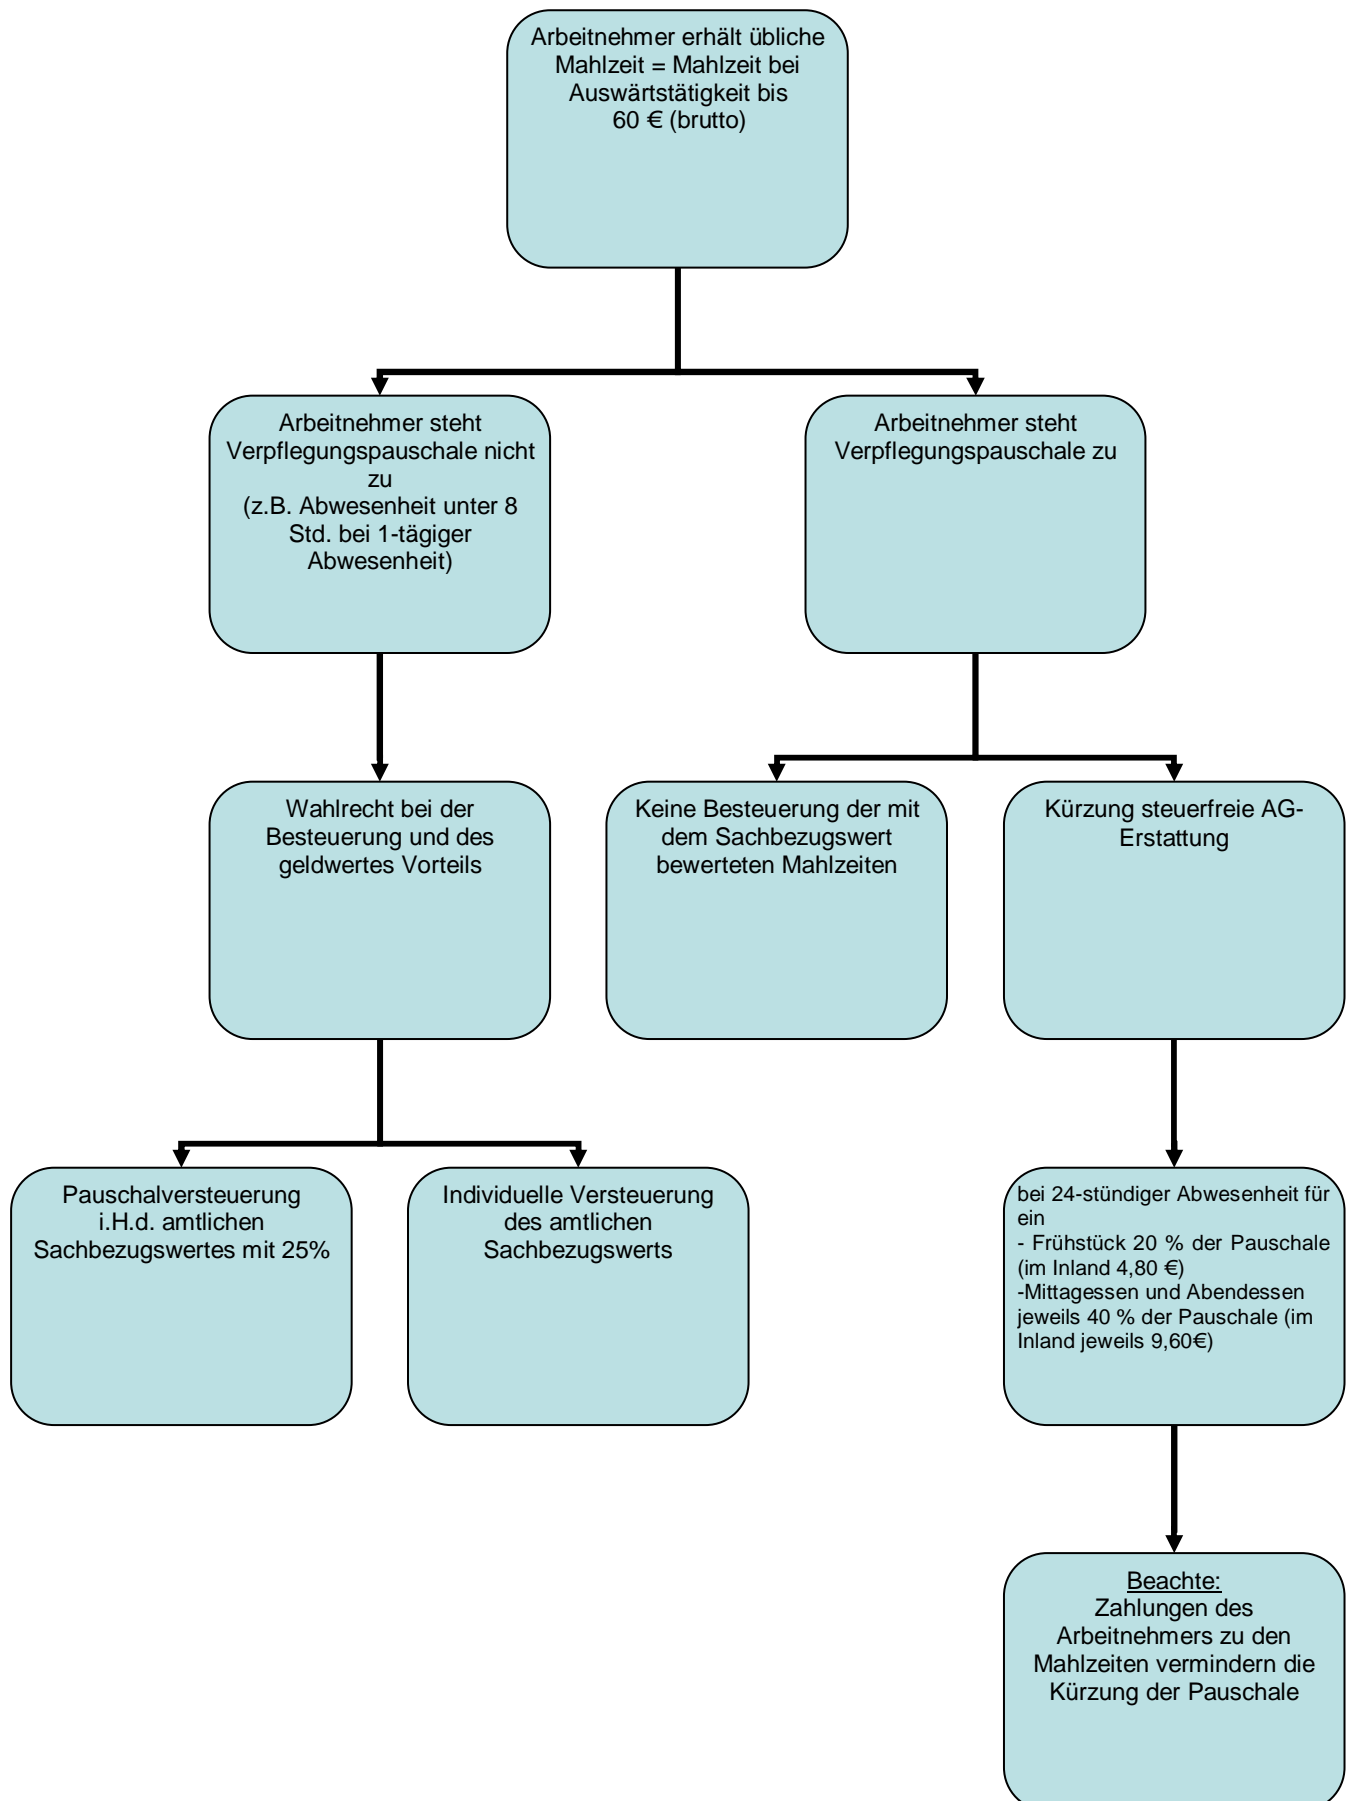 Arbeitnehmer erhält übliche
Mahlzeit = Mahlzeit bei
Auswärtstätigkeit bis
60 € (brutto)
Arbeitnehmer steht
Verpflegungspauschale nicht
zu
(z.B. Abwesenheit unter 8
Std. bei 1-tägiger
Abwesenheit)
Arbeitnehmer steht
Verpflegungspauschale zu
Wahlrecht bei der
Besteuerung und des
geldwertes Vorteils
Keine Besteuerung der mit
dem Sachbezugswert
bewerteten Mahlzeiten
Kürzung steuerfreie AG-
Erstattung
Pauschalversteuerung
i.H.d. amtlichen
Sachbezugswertes mit 25%
Individuelle Versteuerung
des amtlichen
Sachbezugswerts
bei 24-stündiger Abwesenheit für
ein
- Frühstück 20 % der Pauschale
(im Inland 4,80 €)
-Mittagessen und Abendessen
jeweils 40 % der Pauschale (im
Inland jeweils 9,60€)
Beachte:
Zahlungen des
Arbeitnehmers zu den
Mahlzeiten vermindern die
Kürzung der Pauschale